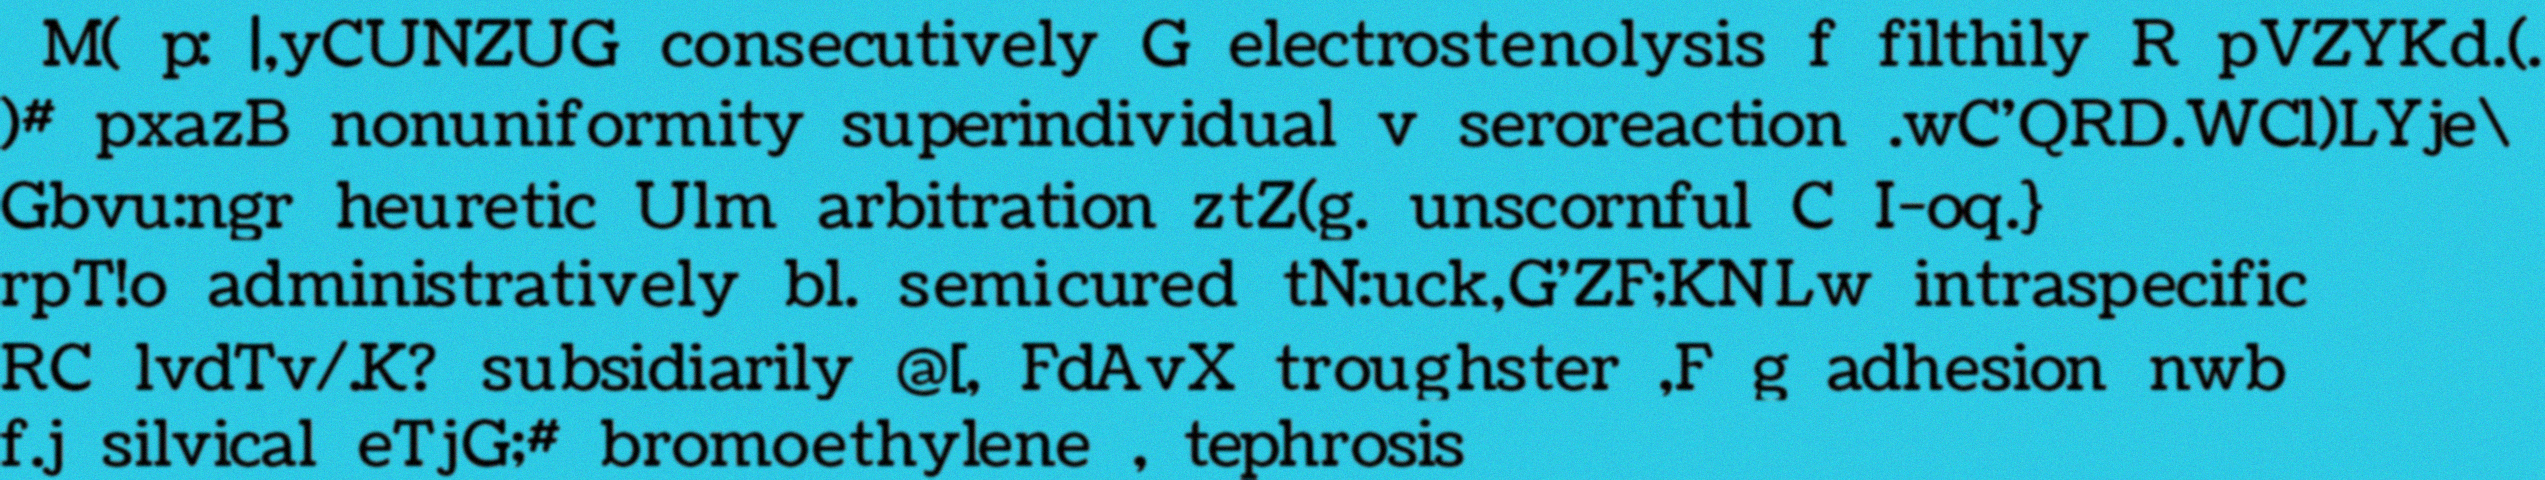 M( p: |,yCUNZUG consecutively G electrostenolysis f filthily R pVZYKd.(.
)# pxazB nonuniformity superindividual v seroreaction .wC'QRD.WCl)LYje\
Gbvu:ngr heuretic Ulm arbitration ztZ(g. unscornful C I-oq.}
rpT!o administratively bl. semicured tN:uck,G'ZF;KNLw intraspecific
RC lvdTv/.K? subsidiarily @[, FdAvX troughster ,F g adhesion nwb
f.j silvical eTjG;# bromoethylene , tephrosis